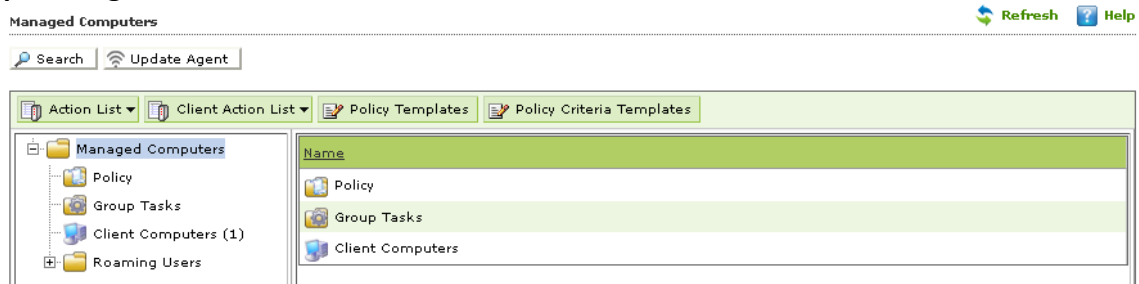 Managed Computers
Refresh Help
Search Update Agent
Action List Client Action List Policy Templates Policy Criteria Templates
Managed Computers
Policy
Group Tasks
Client Computers (1)
Roaming Users
Name
Policy
Group Tasks
Client Computers